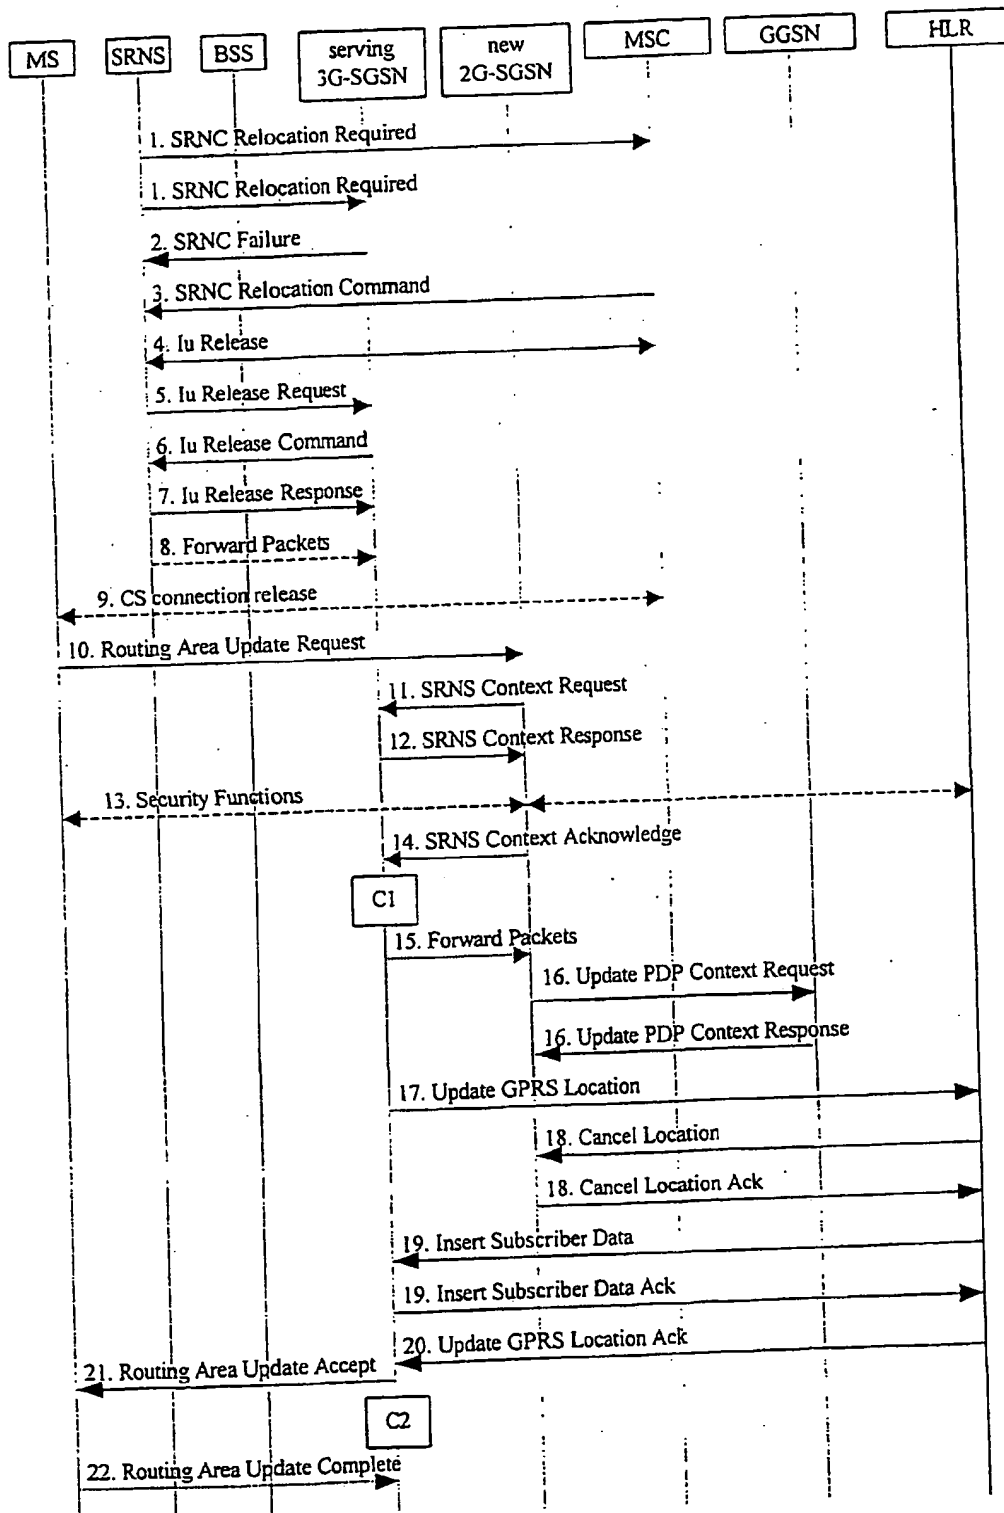 MS
SRNS
BSS
serving
3G-SGSN
new
2G-SGSN
MSC
GGSN
HLR
1. SRNC Relocation Required
1. SRNC Relocation Required
2. SRNC Failure
3. SRNC Relocation Command
4. Iu Release
5. Iu Release Request
6. Iu Release Command
7. Iu Release Response
8. Forward Packets
9. CS connection release
10. Routing Area Update Request
11. SRNS Context Request
12. SRNS Context Response
13. Security Functions
14. SRNS Context Acknowledge
C1
15. Forward Packets
16. Update PDP Context Request
16. Update PDP Context Response
17. Update GPRS Location
18. Cancel Location
18. Cancel Location Ack
19. Insert Subscriber Data
19. Insert Subscriber Data Ack
20. Update GPRS Location Ack
21. Routing Area Update Accept
C2
22. Routing Area Update Complete